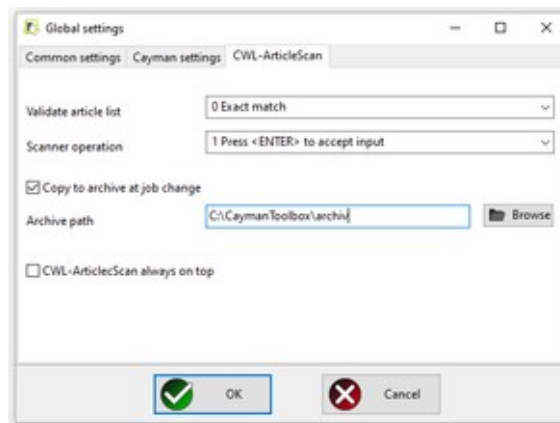 Global settings
Common settings Cayman settings CWL-ArticleScan
Validate article list 0 Exact match
Scanner operation 1 Press <ENTER> to accept input
Copy to archive at job change
Archive path C:\CaymanToolbox\archiv Browse
CWL-ArticlecScan always on top
OK Cancel